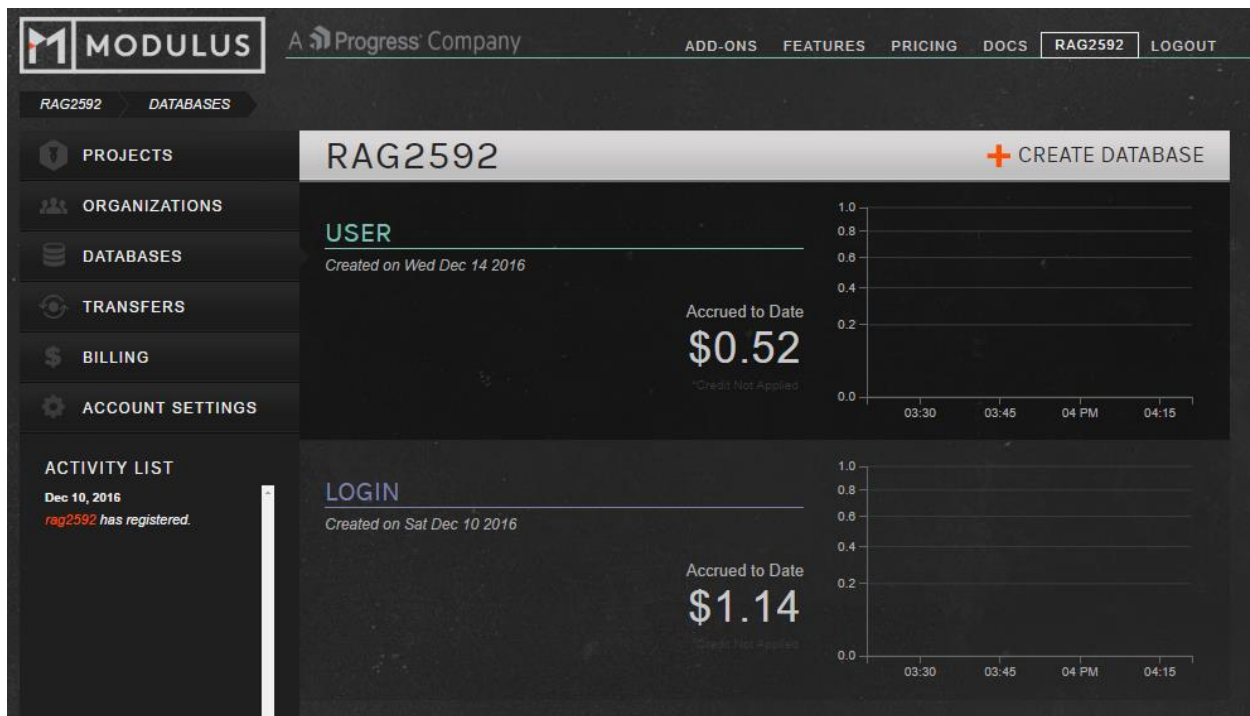 MODULUS
A Progress Company
ADD-ONS FEATURES PRICING DOCS RAG2592 LOGOUT
RAG2592 DATABASES
PROJECTS
ORGANIZATIONS
DATABASES
TRANSFERS
BILLING
ACCOUNT SETTINGS
ACTIVITY LIST
Dec 10, 2016
rag2592 has registered.
RAG2592
CREATE DATABASE
USER
Created on Wed Dec 14 2016
Accrued to Date
$0.52
*Credit Not Applied
1.0
0.8
0.6
0.4
0.2
0.0
03:30 03:45 04 PM 04:15
LOGIN
Created on Sat Dec 10 2016
Accrued to Date
$1.14
*Credit Not Applied
1.0
0.8
0.6
0.4
0.2
0.0
03:30 03:45 04 PM 04:15